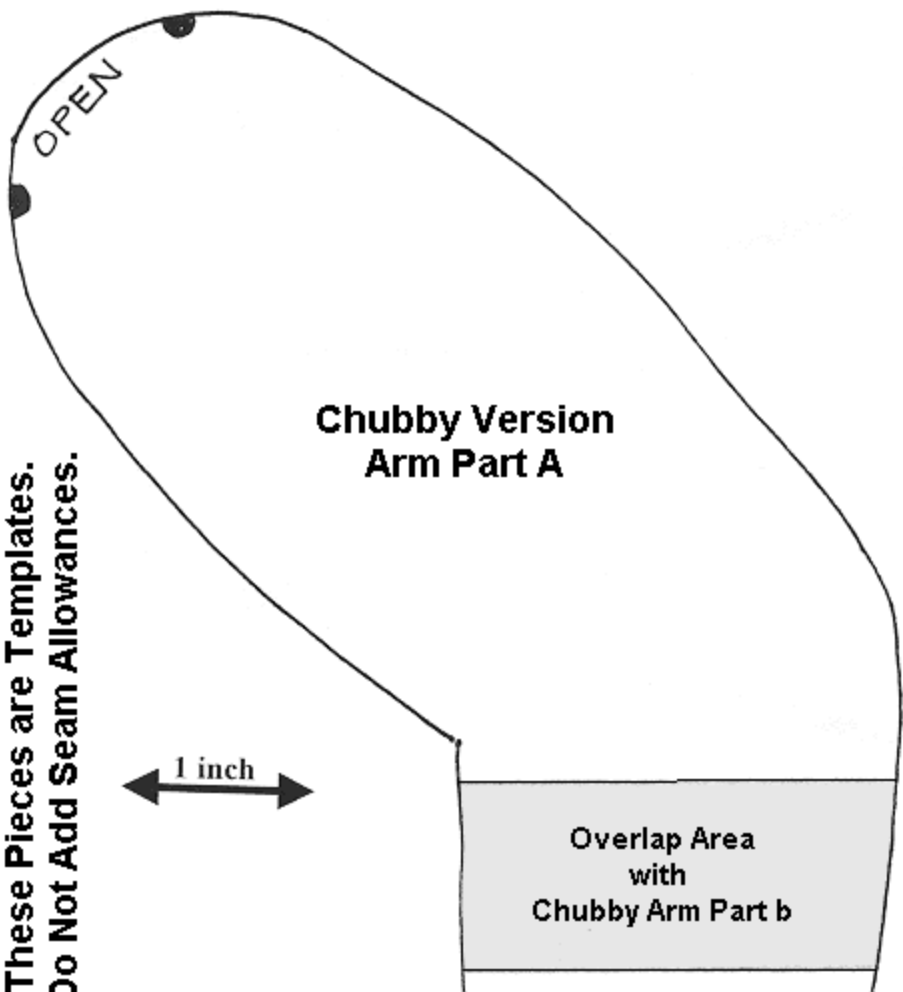 OPEN
Chubby Version
Arm Part A
These Pieces are Templates.
Do Not Add Seam Allowances.
1 inch
Overlap Area
with
Chubby Arm Part b